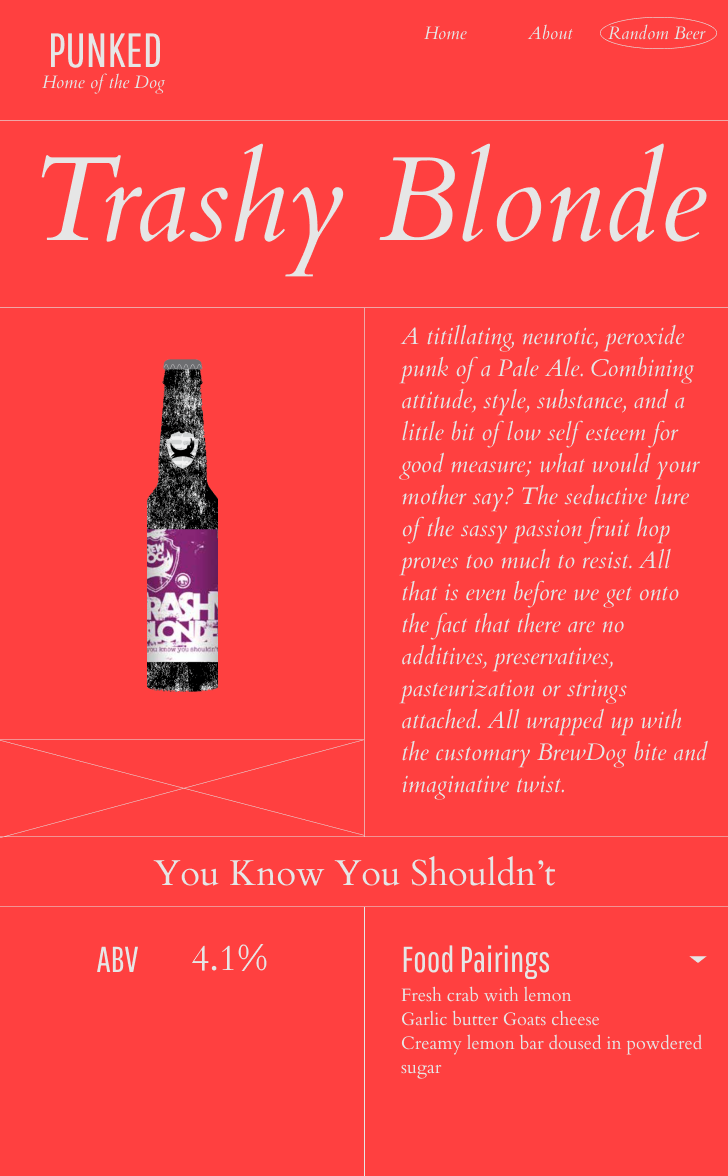 PUNKED
Home of the Dog
Home
About
Random Beer
Trashy Blonde
A titillating, neurotic, peroxide
punk of a Pale Ale. Combining
attitude, style, substance, and a
little bit of low self esteem for
good measure; what would your
mother say? The seductive lure
of the sassy passion fruit hop
proves too much to resist. All
that is even before we get onto
the fact that there are no
additives, preservatives,
pasteurization or strings
attached. All wrapped up with
the customary BrewDog bite and
imaginative twist.
RASH
LONDE
you know you shouldn't
You Know You Shouldn’t
ABV 4.1%
Food Pairings
Fresh crab with lemon
Garlic butter Goats cheese
Creamy lemon bar doused in powdered
sugar